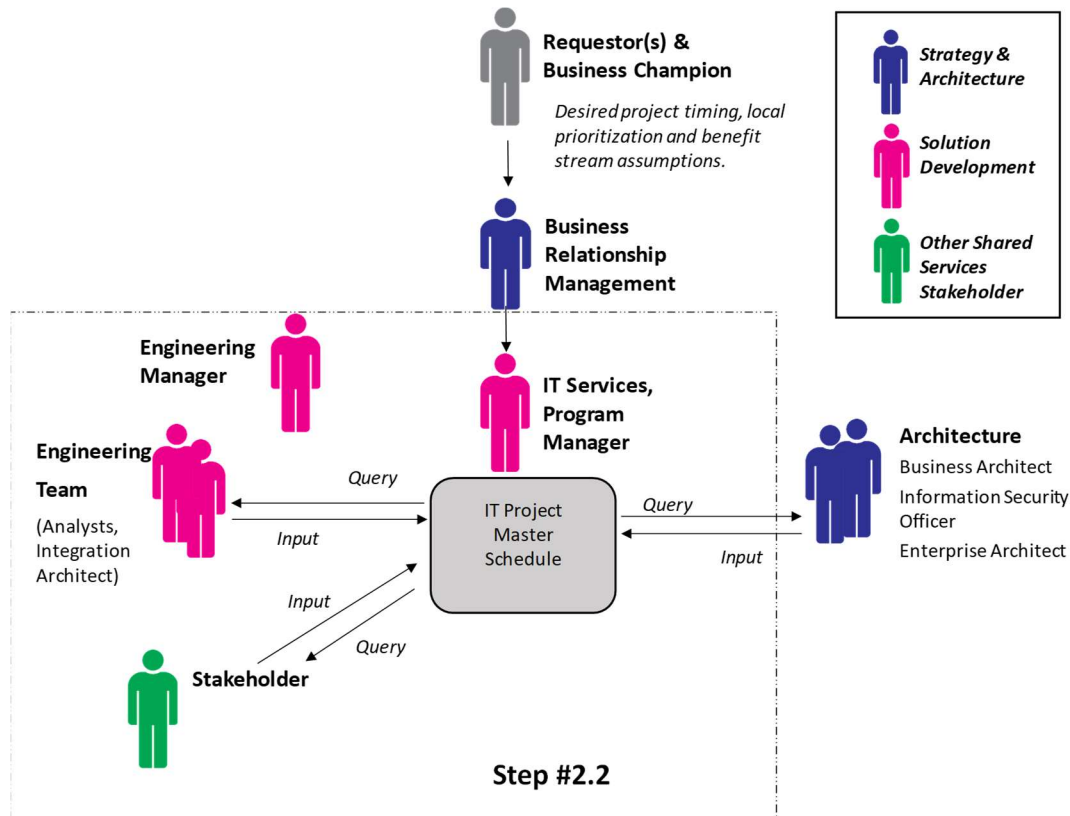 Requestor(s) &
Business Champion
Desired project timing, local
prioritization and benefit
stream assumptions.
Strategy &
Architecture
Solution
Development
Other Shared
Services
Stakeholder
Business
Relationship
Management
Engineering
Manager
IT Services,
Program
Manager
Engineering
Team
(Analysts,
Integration
Architect)
Query
Input
IT Project
Master
Schedule
Query
Input
Architecture
Business Architect
Information Security
Officer
Enterprise Architect
Input
Query
Stakeholder
Step #2.2